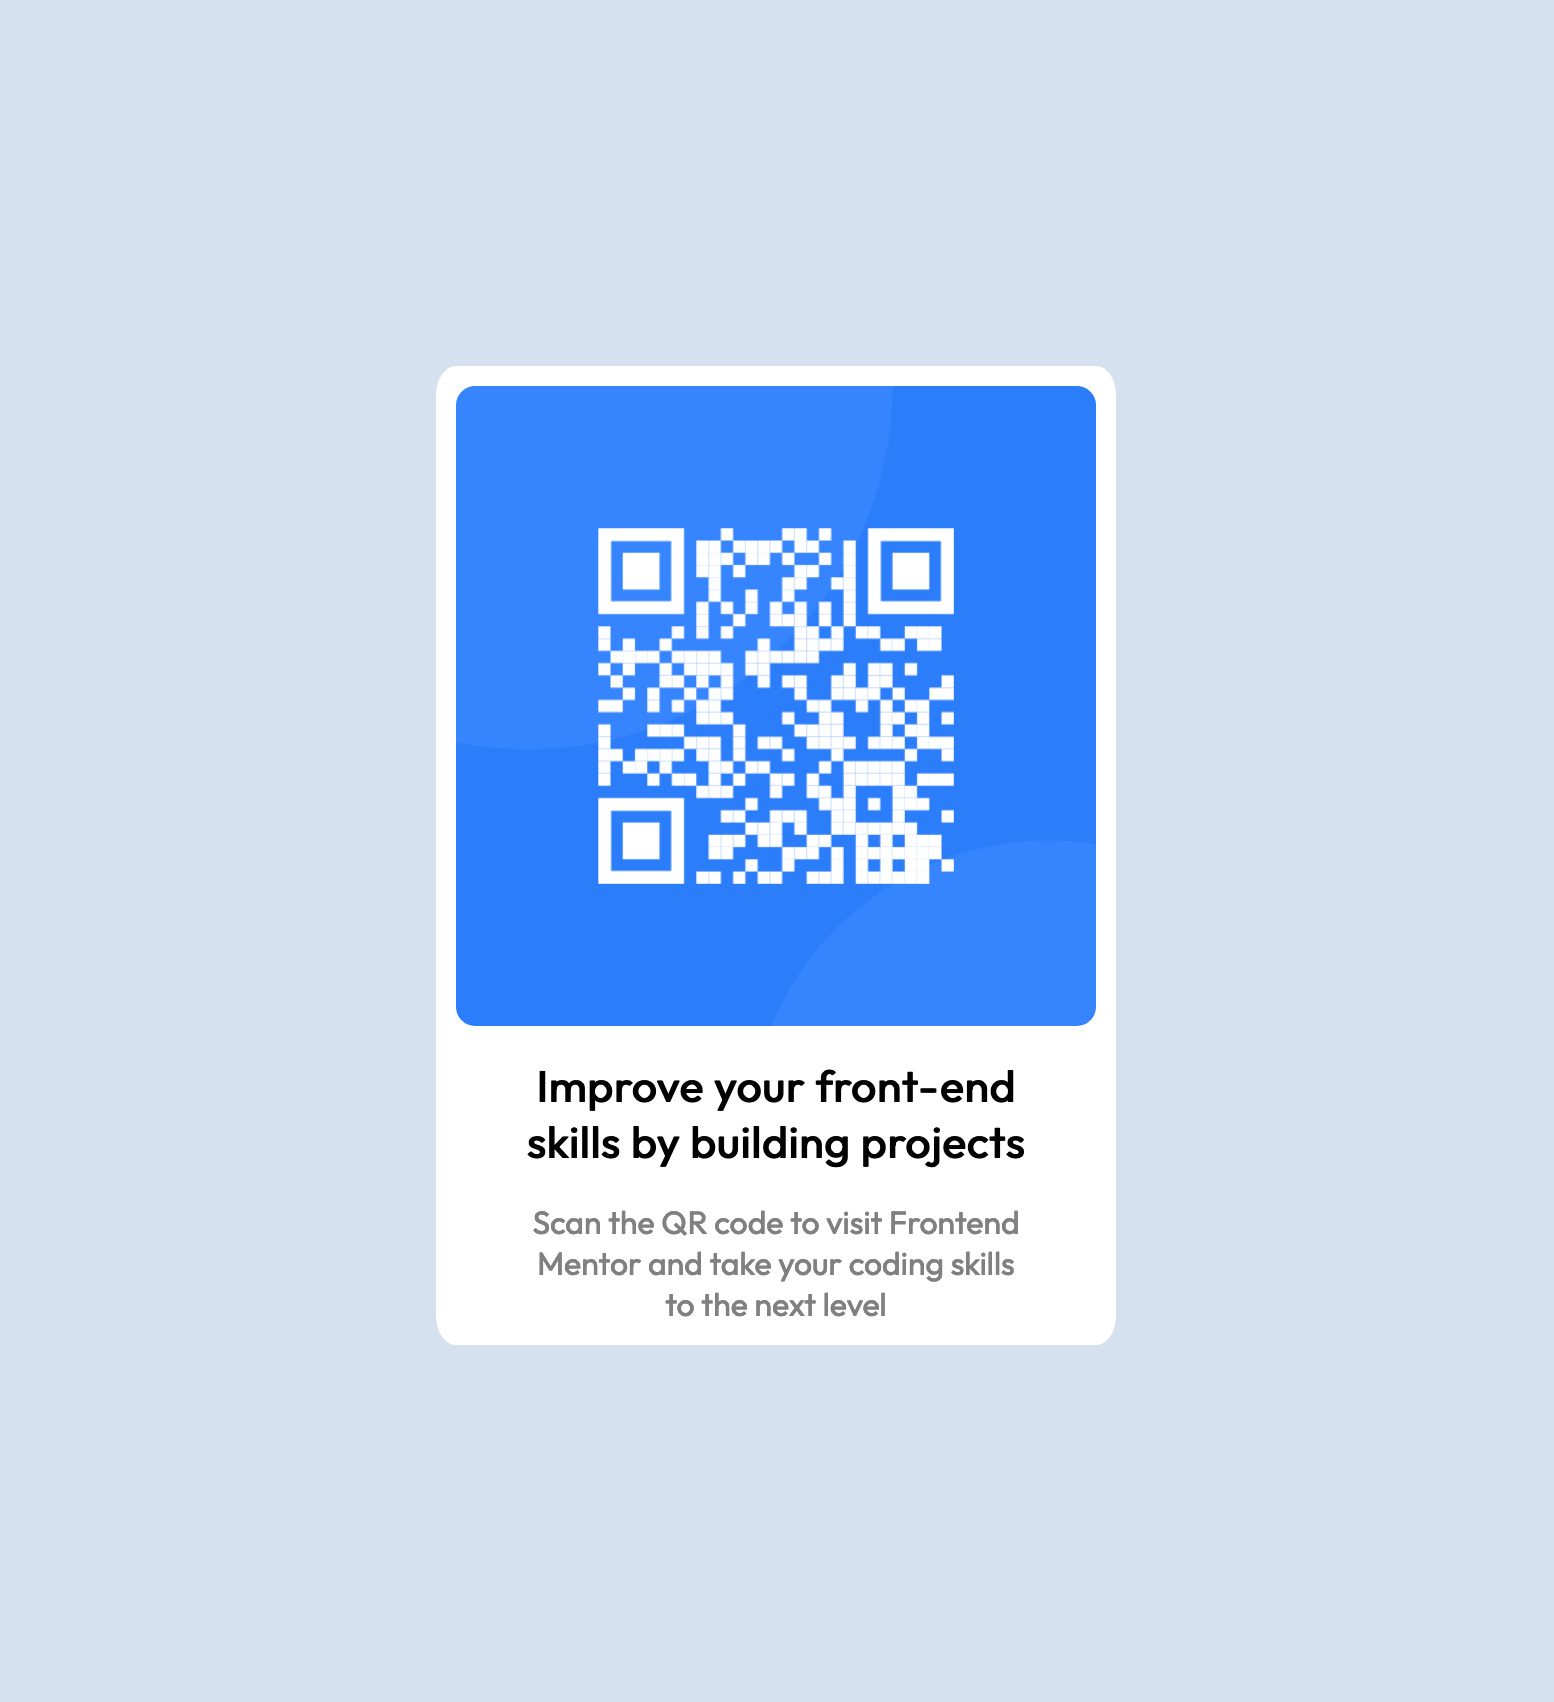 Improve your front-end
skills by building projects
Scan the QR code to visit Frontend
Mentor and take your coding skills
to the next level